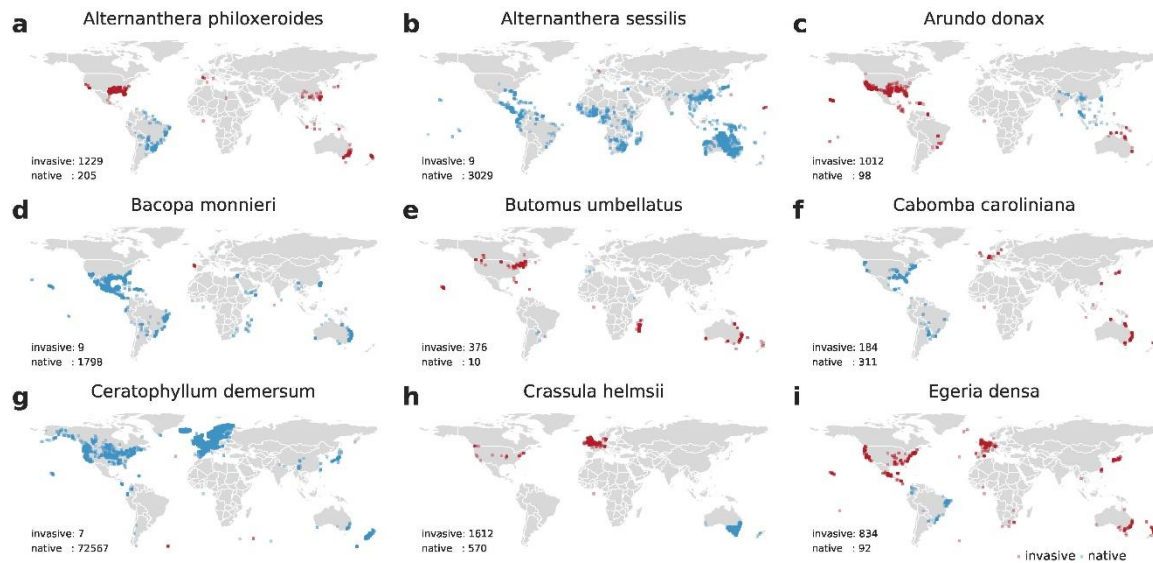 a Alternanthera philoxeroides
invasive: 1229
native : 205
b Alternanthera sessilis
invasive: 9
native : 3029
c Arundo donax
invasive: 1012
native : 98
d Bacopa monnieri
invasive: 9
native : 1798
e Butomus umbellatus
invasive: 376
native : 10
f Cabomba caroliniana
invasive: 184
native : 311
g Ceratophyllum demersum
invasive: 7
native : 72567
h Crassula helmsii
invasive: 1612
native : 570
i Egeria densa
invasive: 834
native : 92
invasive native